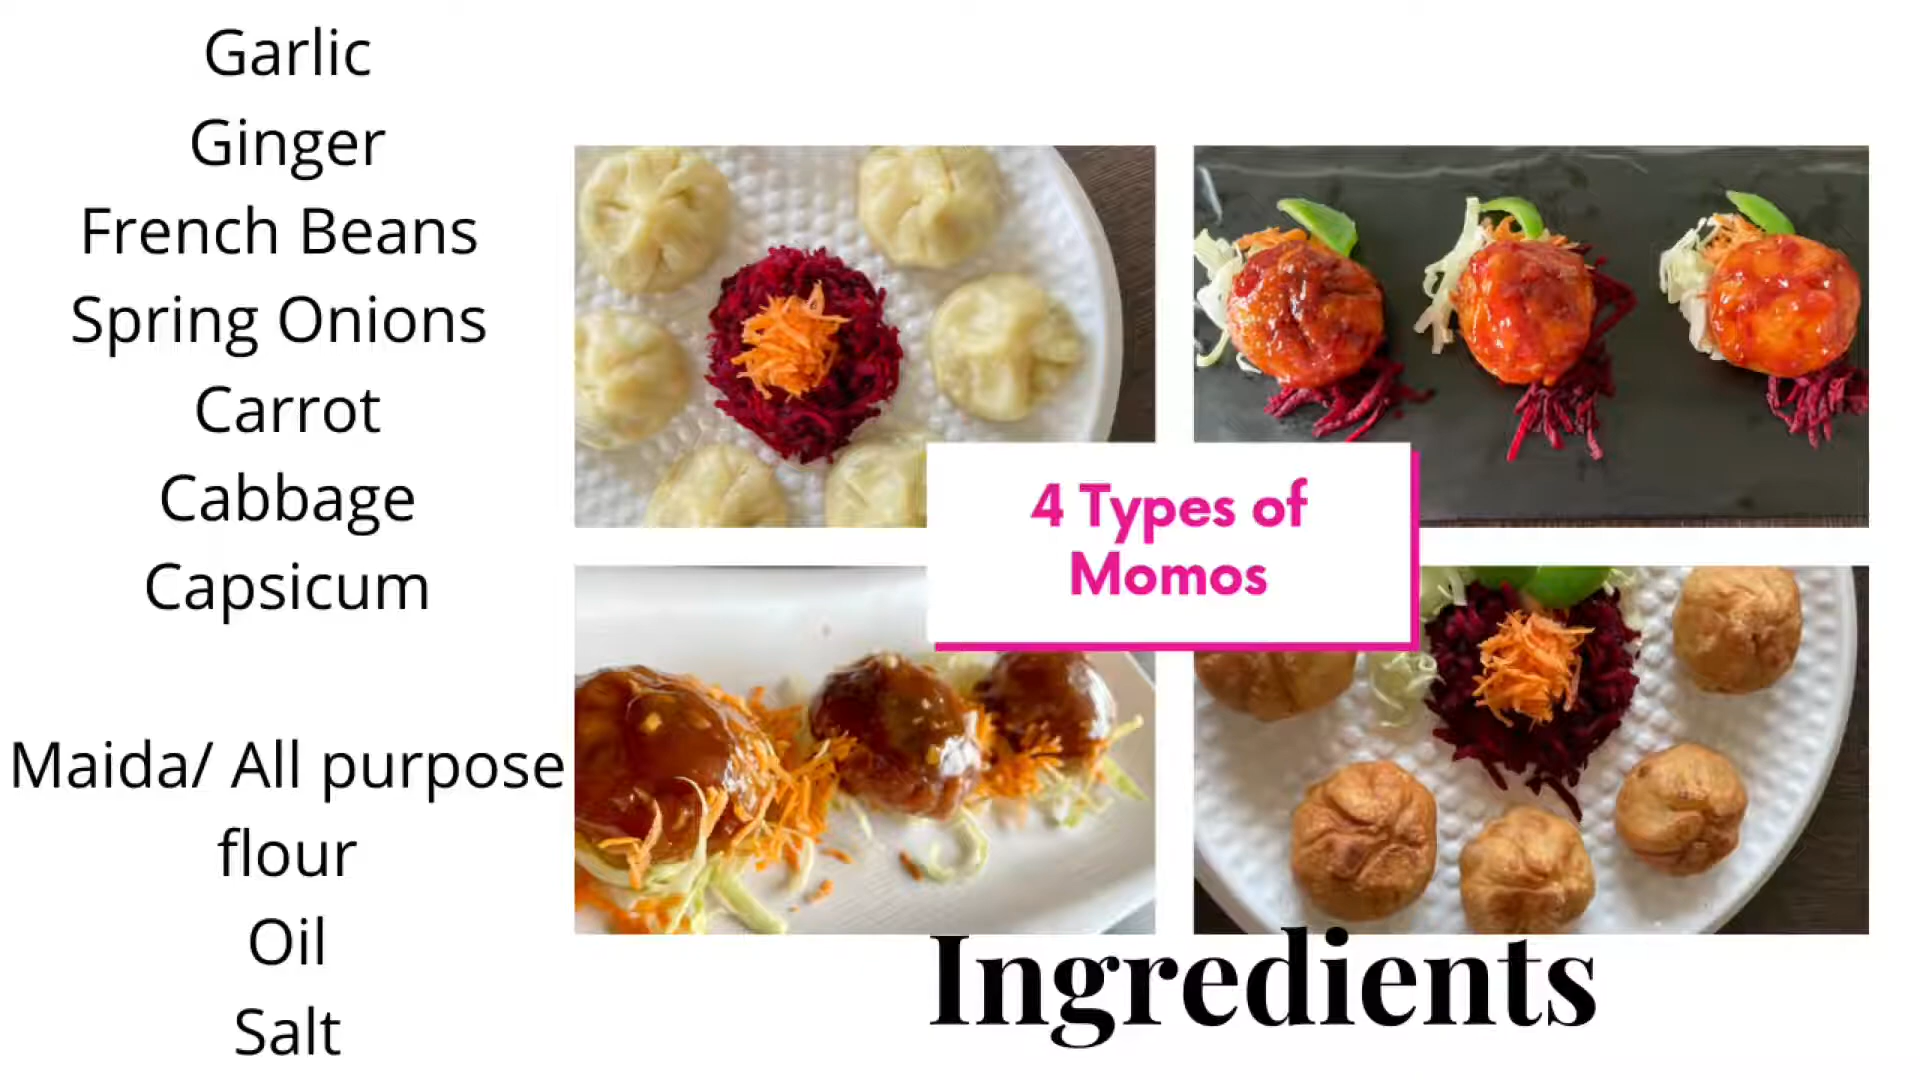 Garlic
Ginger
French Beans
Spring Onions
Carrot
Cabbage
Capsicum
Maida/ All purpose
flour
Oil
Salt
4 Types of
Momos
Ingredients